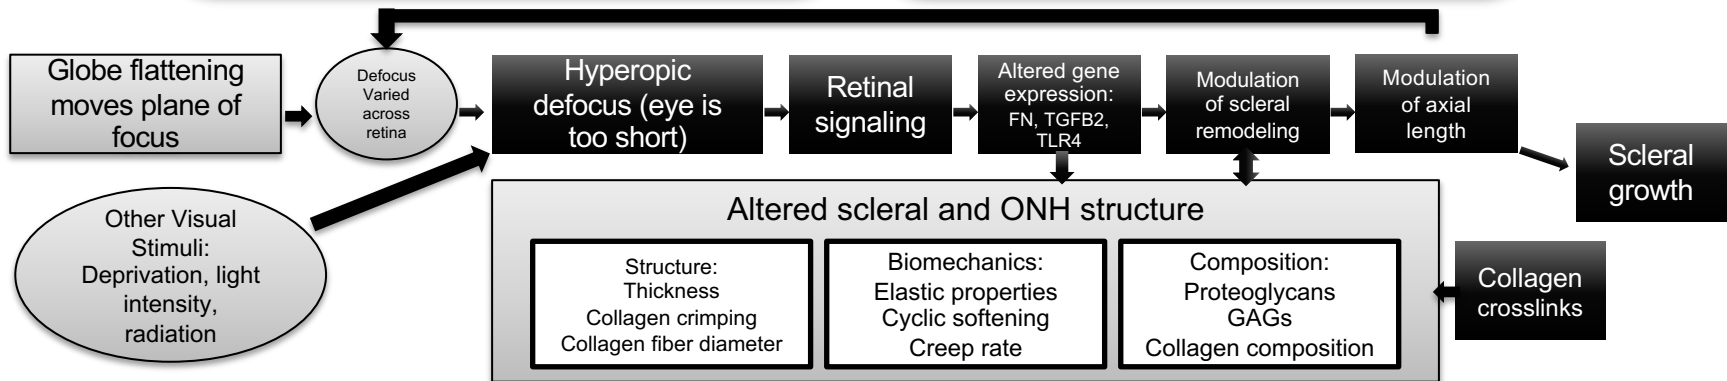 Globe flattening
moves plane of
focus
Defocus
Varied
across
retina
Hyperopic
defocus (eye is
too short)
Retinal
signaling
Altered gene
expression:
FN, TGFB2,
TLR4
Modulation
of scleral
remodeling
Modulation
of axial
length
Scleral
growth
Other Visual
Stimuli:
Deprivation, light
intensity,
radiation
Altered scleral and ONH structure
Structure:
Thickness
Collagen crimping
Collagen fiber diameter
Biomechanics:
Elastic properties
Cyclic softening
Creep rate
Composition:
Proteoglycans
GAGs
Collagen composition
Collagen
crosslinks